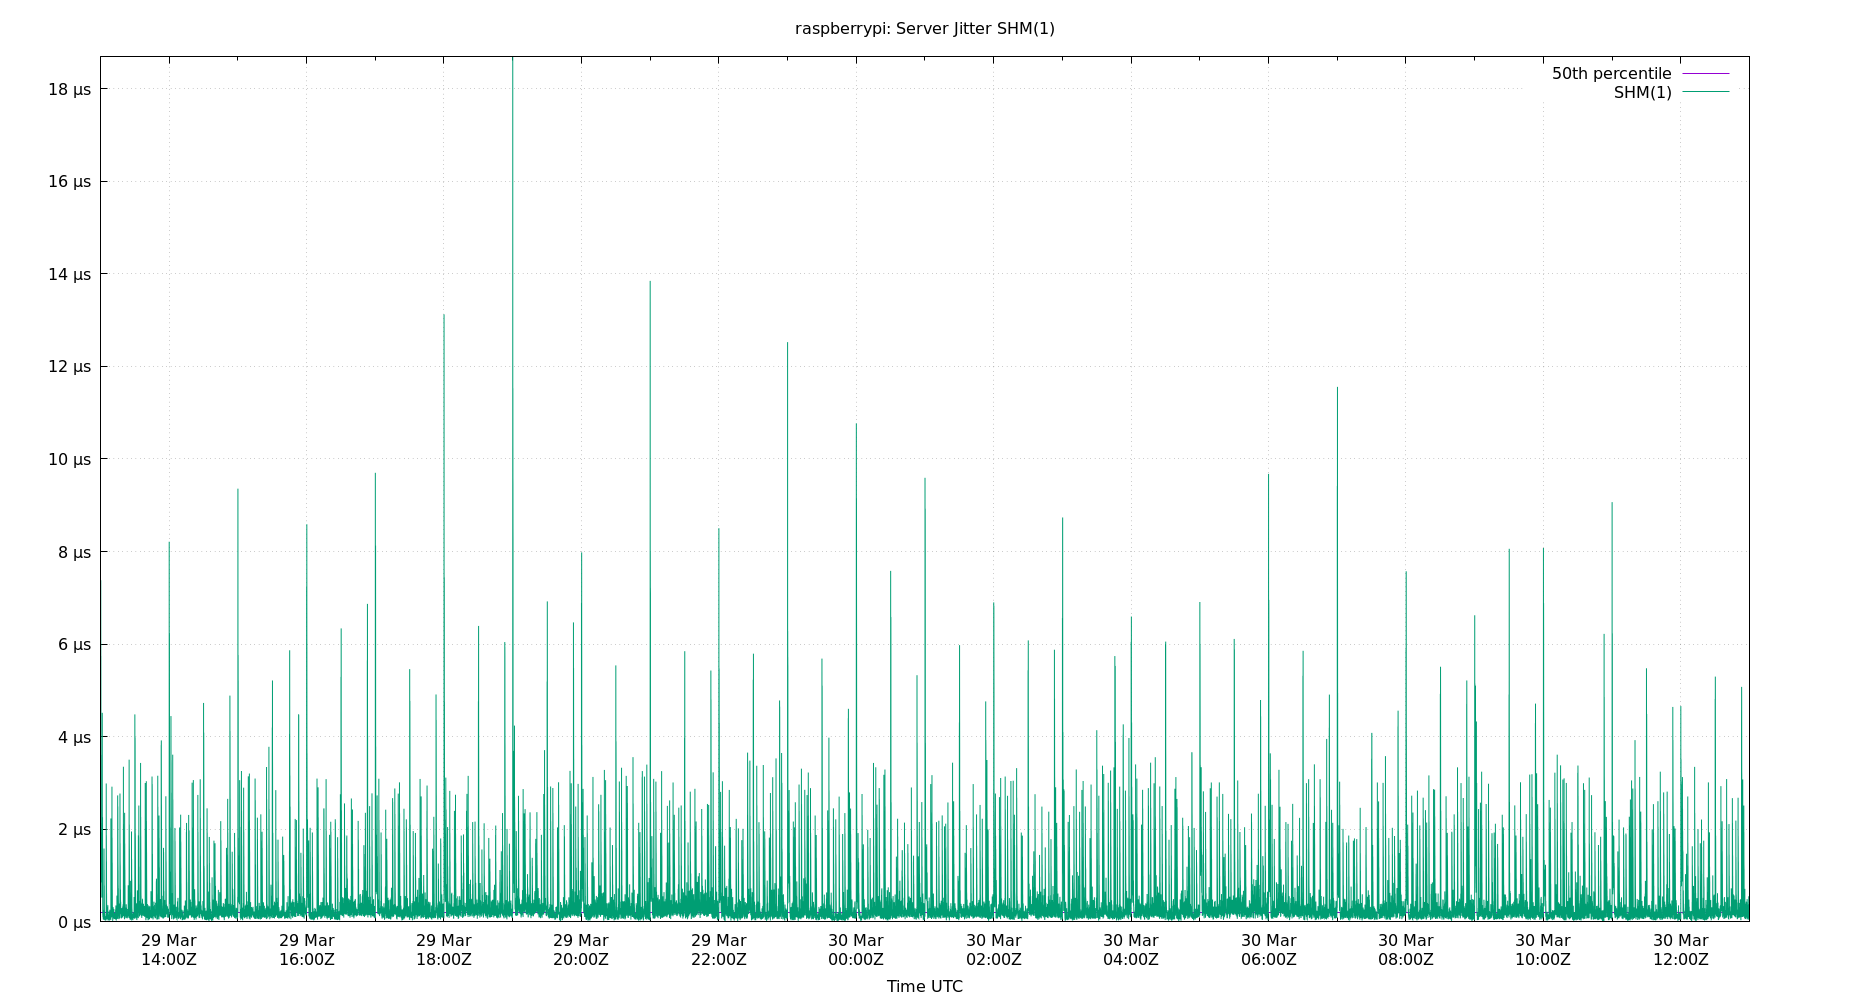 raspberrypi: Server Jitter SHM(1)
50th percentile
SHM(1)
18 µs
16 µs
14 µs
12 µs
10 µs
8 µs
6 µs
4 µs
2 µs
0 µs
29 Mar 29 Mar 29 Mar 29 Mar 29 Mar 30 Mar 30 Mar 30 Mar 30 Mar 30 Mar 30 Mar 30 Mar
14:00Z 16:00Z 18:00Z 20:00Z 22:00Z 00:00Z 02:00Z 04:00Z 06:00Z 08:00Z 10:00Z 12:00Z
Time UTC